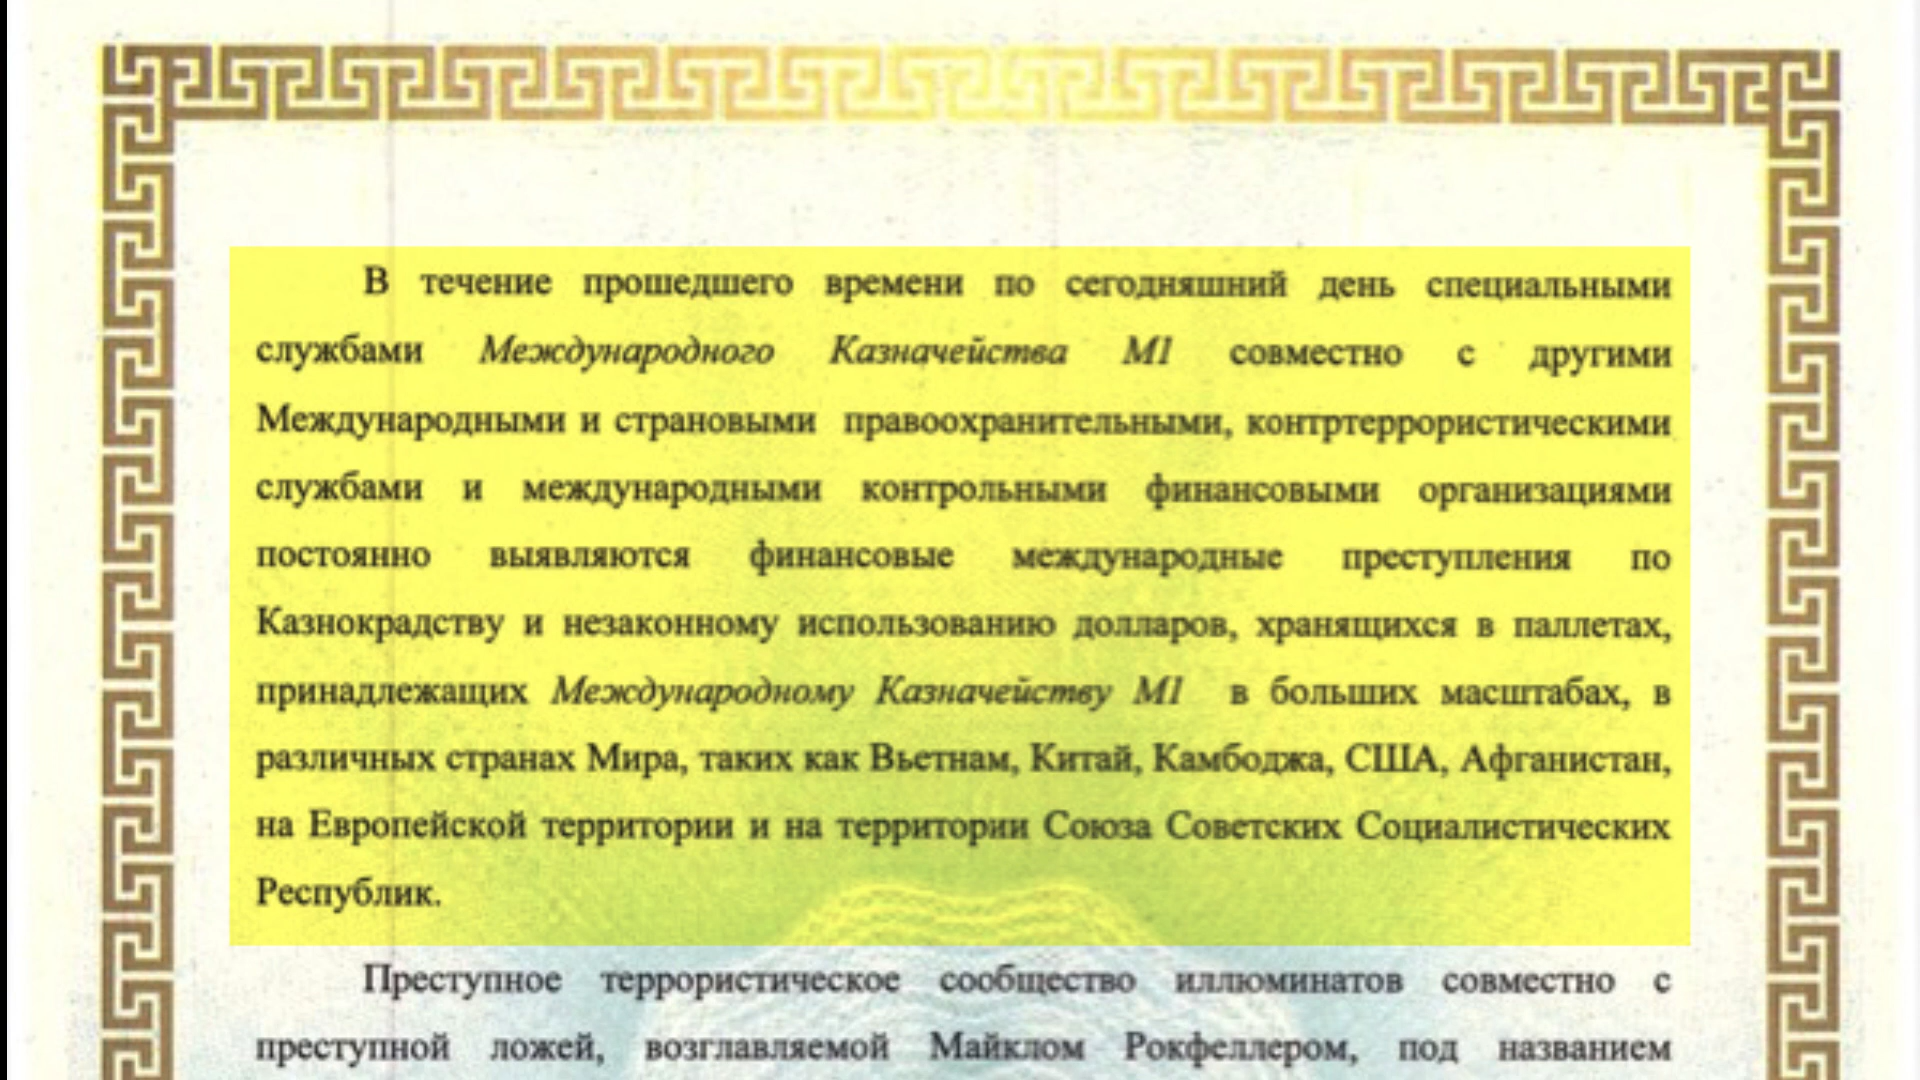 В течение прошедшего времени по сегодняшний день специальными
службами Международного Казначейства М1 совместно с другими
Международными и страновыми правоохранительными, контртеррористическими
службами и международными контрольными финансовыми организациями
постоянно выявляются финансовые международные преступления по
Казнокрадству и незаконному использованию долларов, хранящихся в паллетах,
принадлежащих Международному Казначейству М1 в больших масштабах, в
различных странах Мира, таких как Вьетнам, Китай, Камбоджа, США, Афганистан,
на Европейской территории и на территории Союза Советских Социалистических
Республик.
Преступное террористическое сообщество иллюминатов совместно с
преступной ложей, возглавляемой Майклом Рокфеллером, под названием